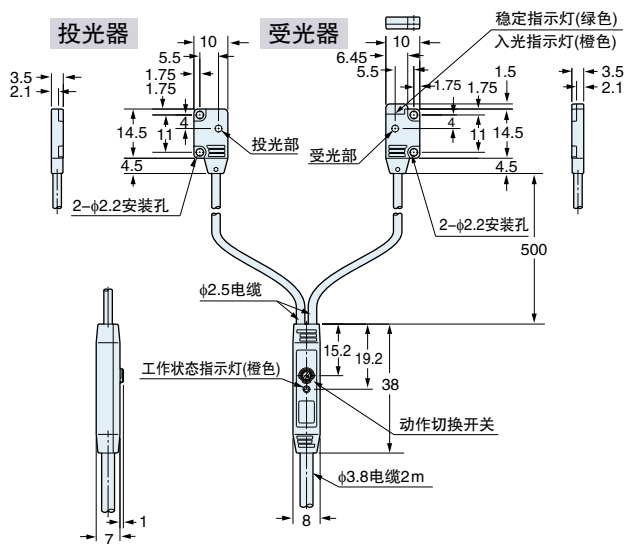 投光器
受光器
10
5.5
1.75
1.75
4
11
14.5
4.5
3.5
2.1
投光部
2-φ2.2安装孔
稳定指示灯(绿色)
入光指示灯(橙色)
10
6.45
5.5
1.75
1.5
1.75
4
11
14.5
4.5
3.5
2.1
受光部
2-φ2.2安装孔
500
φ2.5电缆
15.2
19.2
38
工作状态指示灯(橙色)
动作切换开关
φ3.8电缆2m
1
7
8